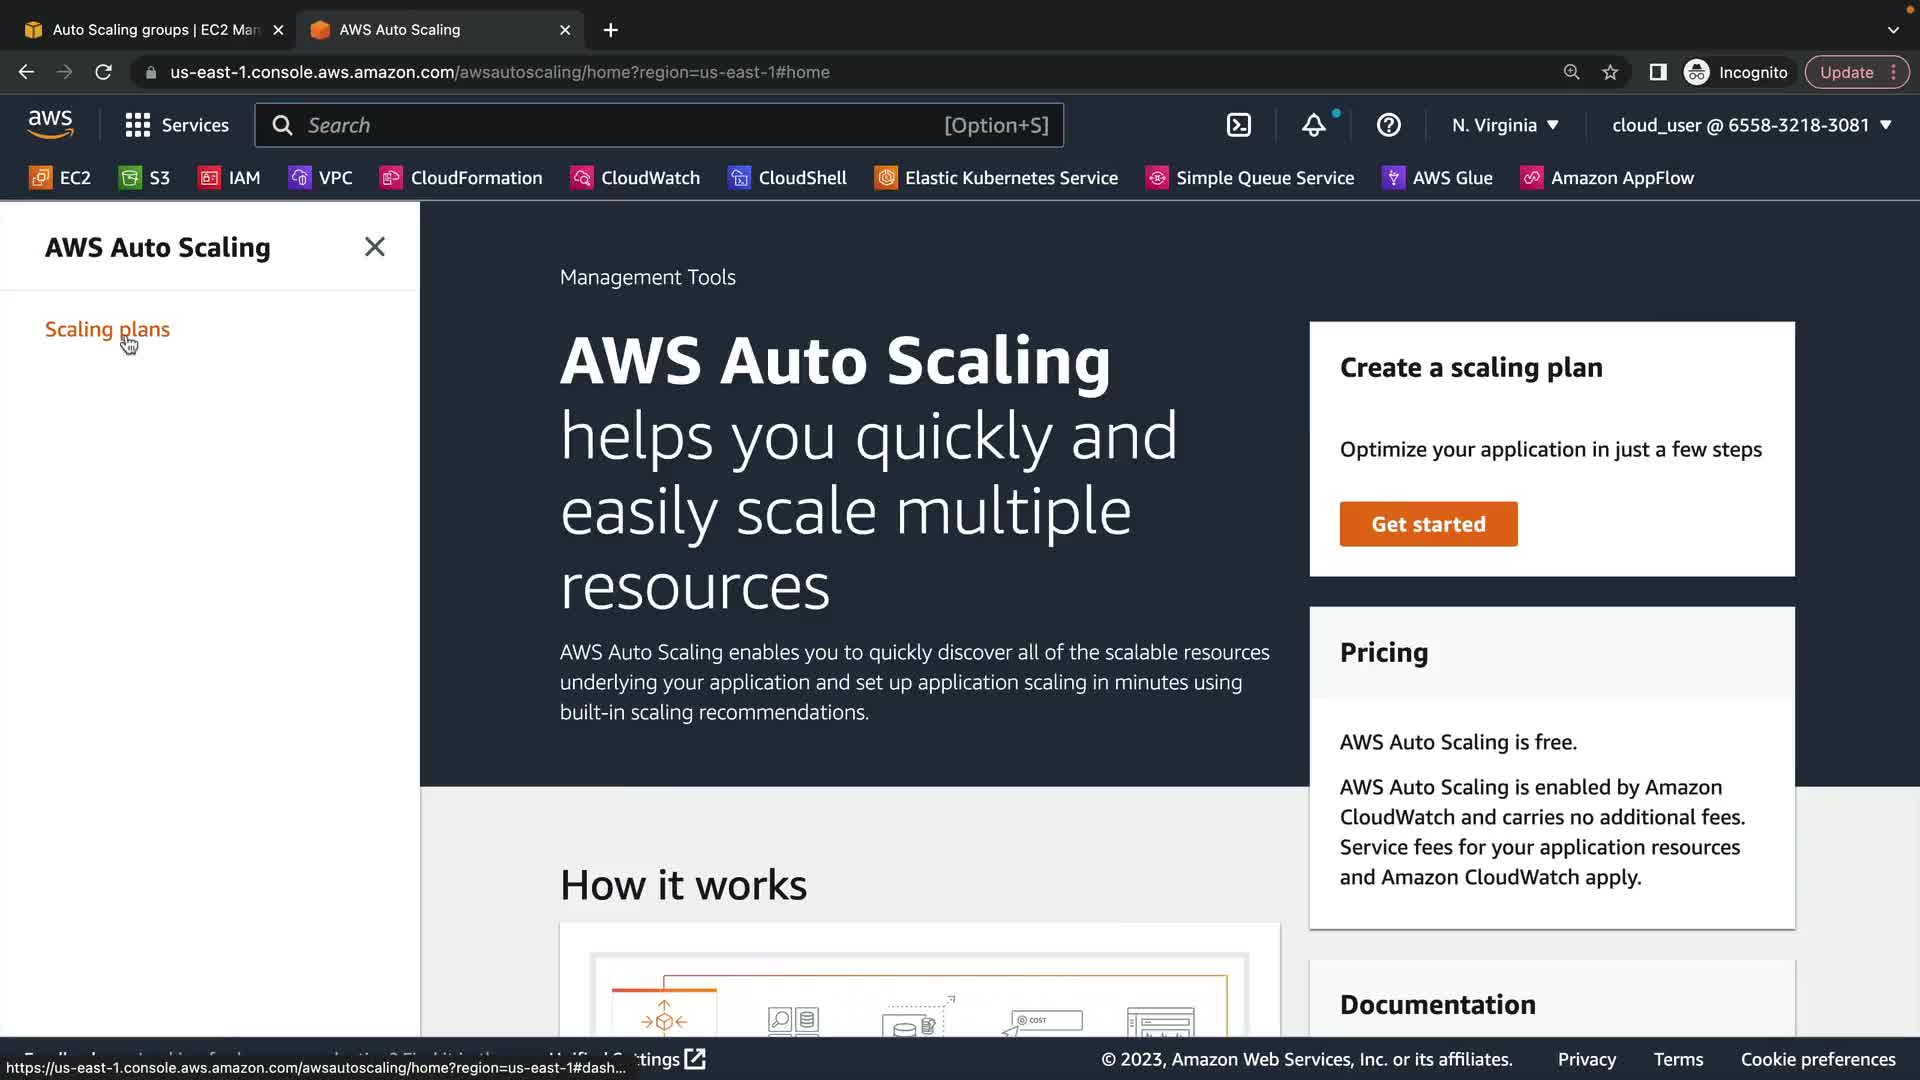 Auto Scaling groups | EC2 Man
AWS Auto Scaling
us-east-1.console.aws.amazon.com/awsautoscaling/home?region=us-east-1#home
Incognito
Update
aws
Services
Search
[Option+S]
N. Virginia
cloud_user @ 6558-3218-3081
EC2
S3
IAM
VPC
CloudFormation
CloudWatch
CloudShell
Elastic Kubernetes Service
Simple Queue Service
AWS Glue
Amazon AppFlow
AWS Auto Scaling
Scaling plans
Management Tools
AWS Auto Scaling
helps you quickly and
easily scale multiple
resources
AWS Auto Scaling enables you to quickly discover all of the scalable resources
underlying your application and set up application scaling in minutes using
built-in scaling recommendations.
Create a scaling plan
Optimize your application in just a few steps
Get started
Pricing
AWS Auto Scaling is free.
AWS Auto Scaling is enabled by Amazon
CloudWatch and carries no additional fees.
Service fees for your application resources
and Amazon CloudWatch apply.
How it works
COST
Documentation
© 2023, Amazon Web Services, Inc. or its affiliates.
Privacy
Terms
Cookie preferences
https://us-east-1.console.aws.amazon.com/awsautoscaling/home?region=us-east-1#dash...